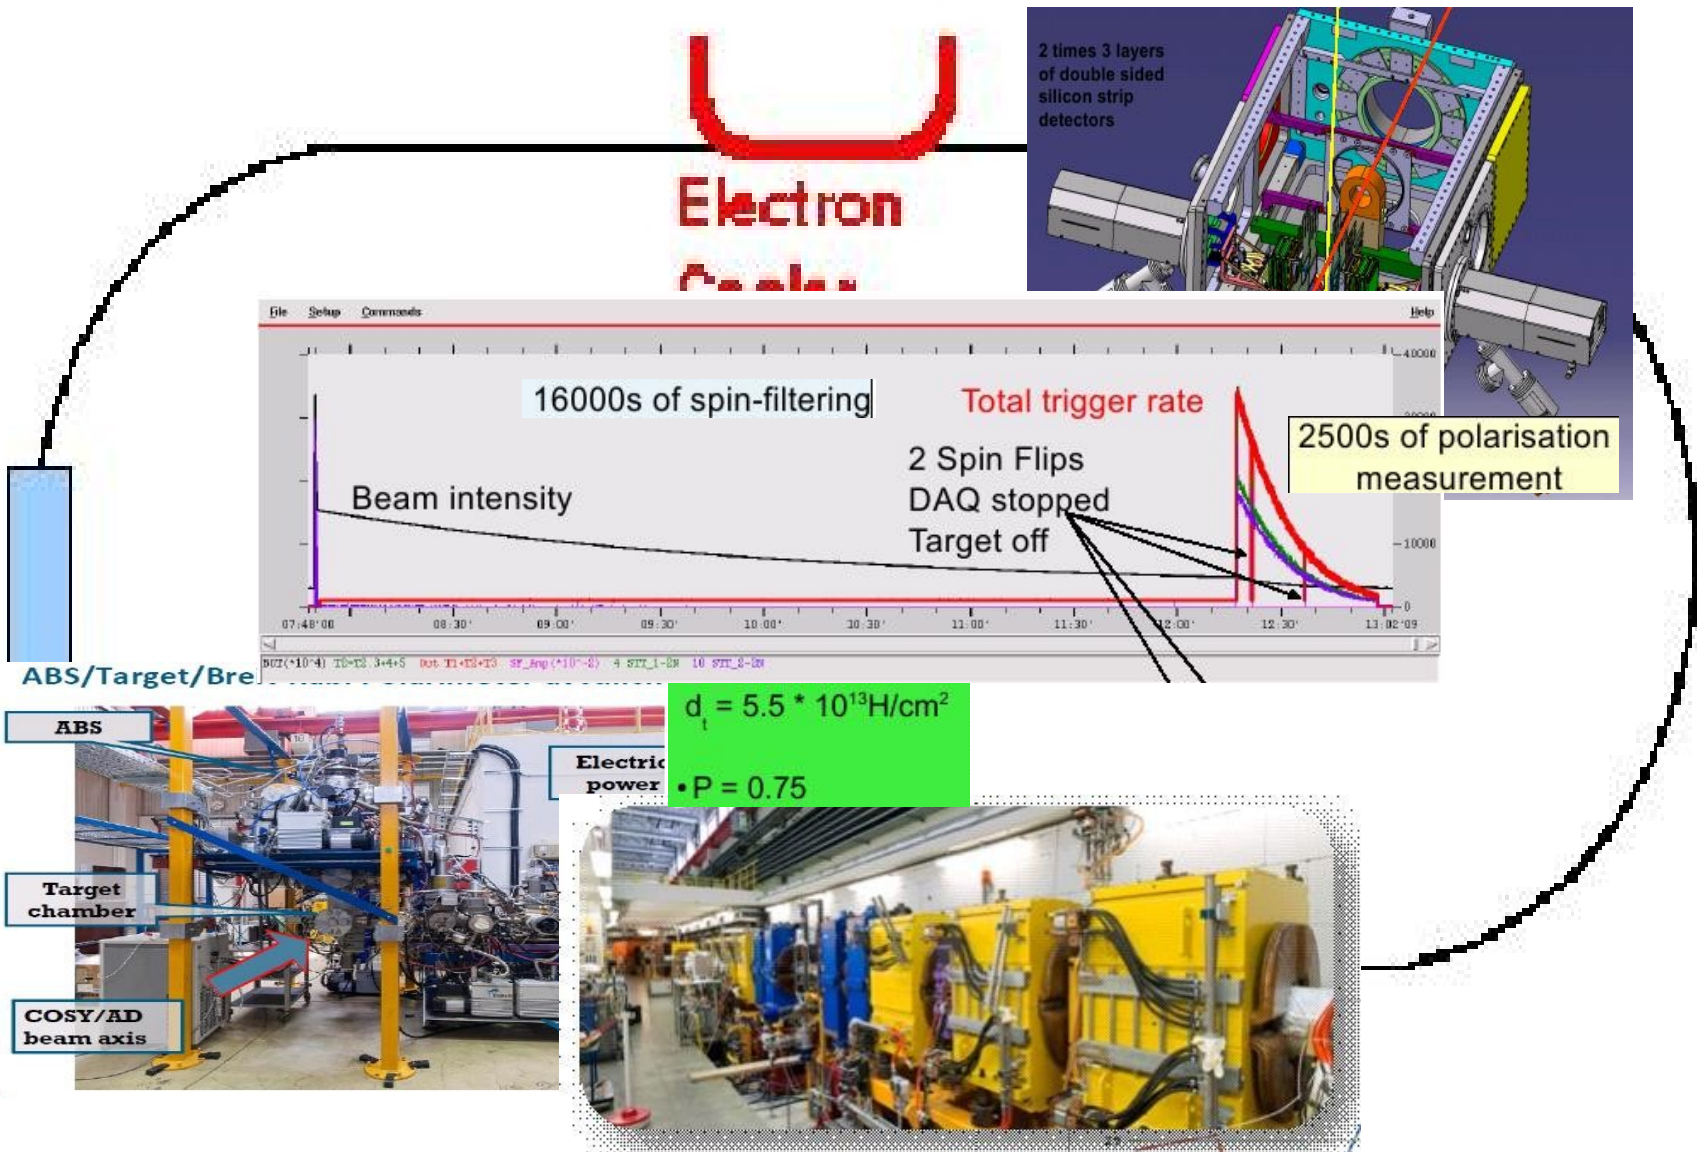 2 times 3 layers
of double sided
silicon strip
detectors
Electron
Cooler
File Setup Commands Help
40000
16000s of spin-filtering
Total trigger rate
2500s of polarisation
measurement
2 Spin Flips
DAQ stopped
Target off
Beam intensity
10000
0
07:48'08 08:30' 09:00' 09:30' 10:00' 10:30' 11:00' 11:30' 12:00' 12:30' 13:02'09
ABS/Target/Bre
dₜ = 5.5 * 10¹³H/cm²
•P = 0.75
ABS
Electric
power
Target
chamber
COSY/AD
beam axis
29